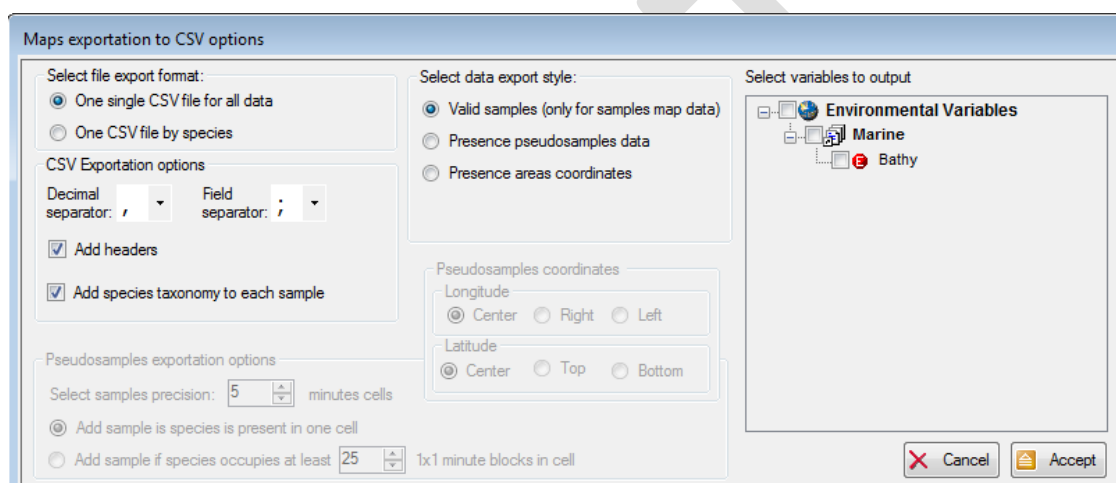 Maps exportation to CSV options
Select file export format:
One single CSV file for all data
One CSV file by species
CSV Exportation options
Decimal separator: ,
Field separator: ;
Add headers
Add species taxonomy to each sample
Select data export style:
Valid samples (only for samples map data)
Presence pseudosamples data
Presence areas coordinates
Pseudosamples coordinates
Longitude
Center Right Left
Latitude
Center Top Bottom
Pseudosamples exportation options
Select samples precision: 5 minutes cells
Add sample is species is present in one cell
Add sample if species occupies at least 25 1x1 minute blocks in cell
Select variables to output
Environmental Variables
Marine
E Bathy
Cancel Accept